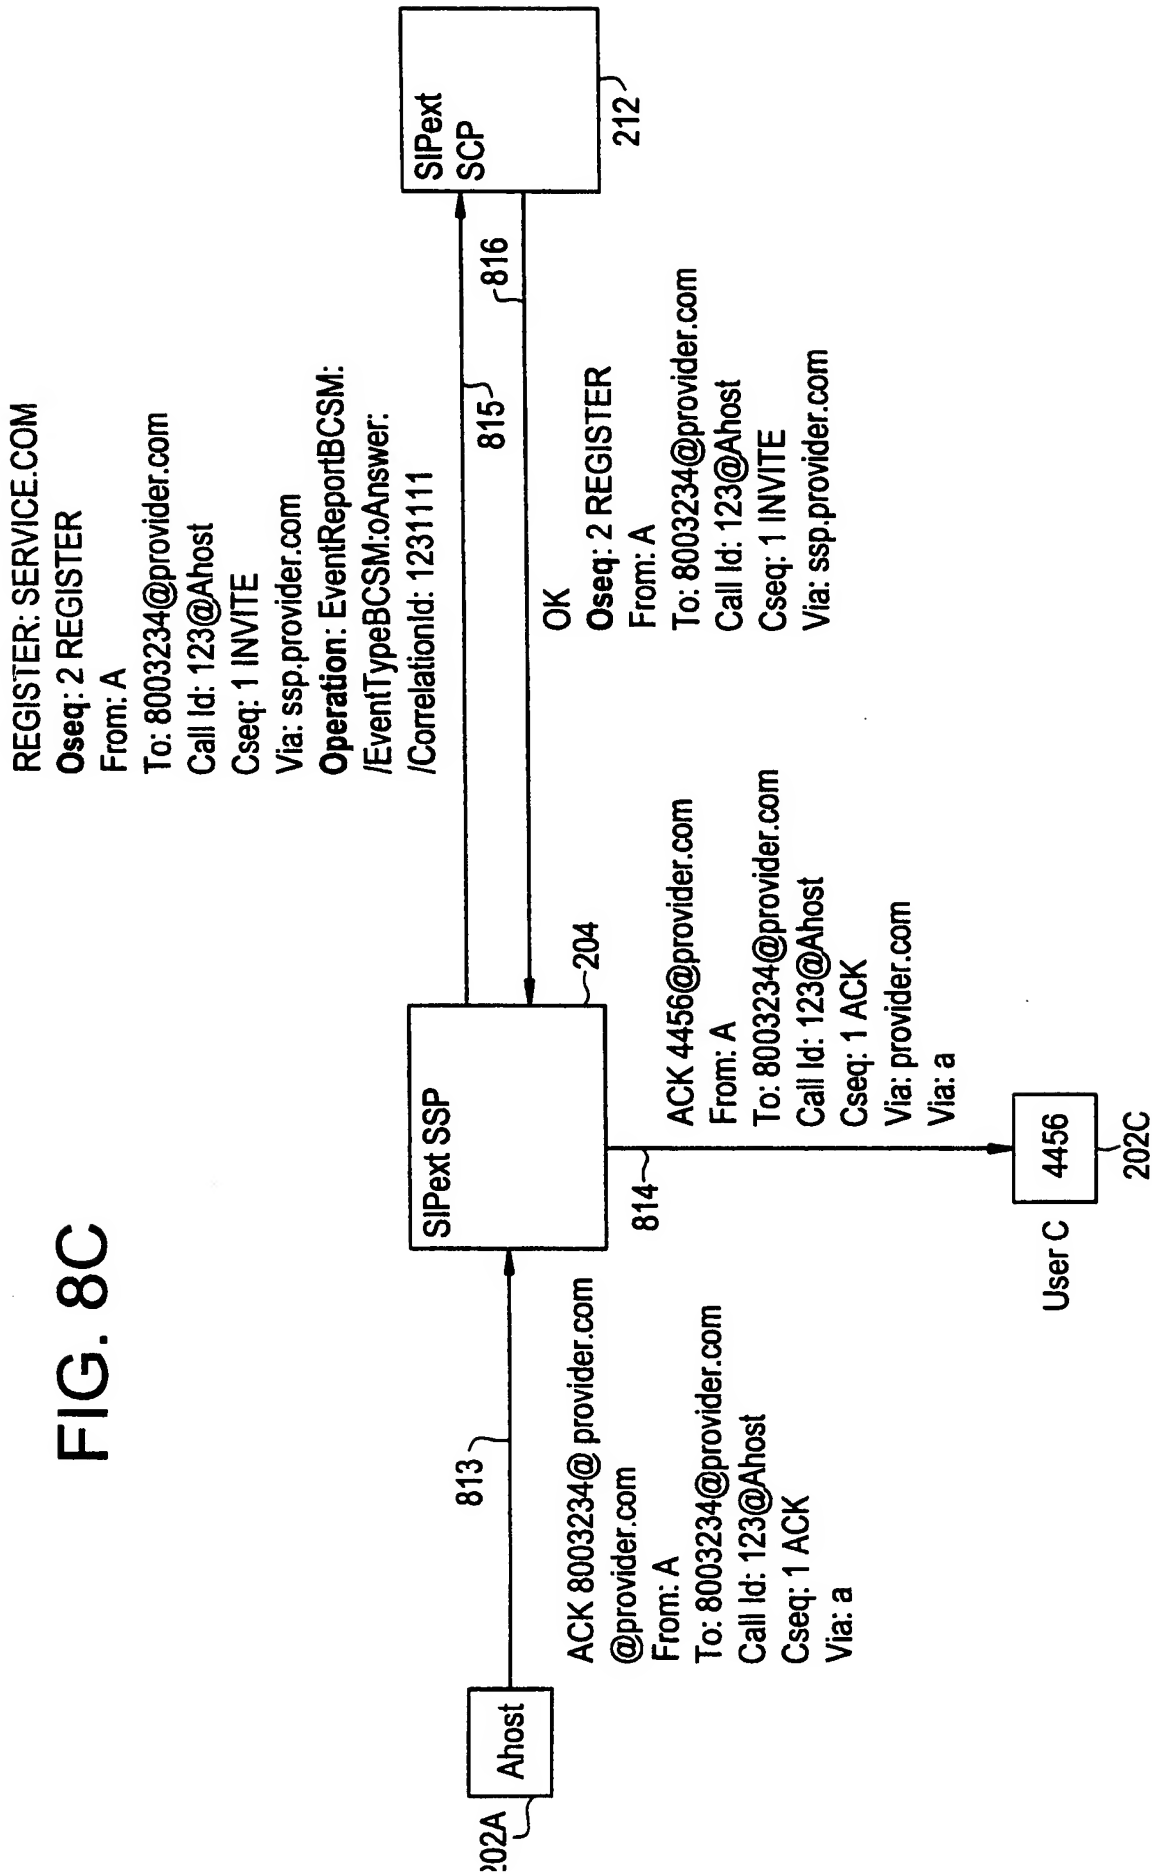 FIG. 8C
REGISTER: SERVICE.COM
Oseq: 2 REGISTER
From: A
To: 8003234@provider.com
Call Id: 123@Ahost
Cseq: 1 INVITE
Via: ssp.provider.com
Operation: EventReportBCSM:
/EventTypeBCSM:oAnswer:
/CorrelationId: 1231111
815
816
SIPext
SCP
212
OK
Oseq: 2 REGISTER
From: A
To: 8003234@provider.com
Call Id: 123@Ahost
Cseq: 1 INVITE
Via: ssp.provider.com
SIPext SSP
204
813
Ahost
202A
ACK 8003234@ provider.com
@provider.com
From: A
To: 8003234@provider.com
Call Id: 123@Ahost
Cseq: 1 ACK
Via: a
814
ACK 4456@provider.com
From: A
To: 8003234@provider.com
Call Id: 123@Ahost
Cseq: 1 ACK
Via: provider.com
Via: a
User C
4456
202C